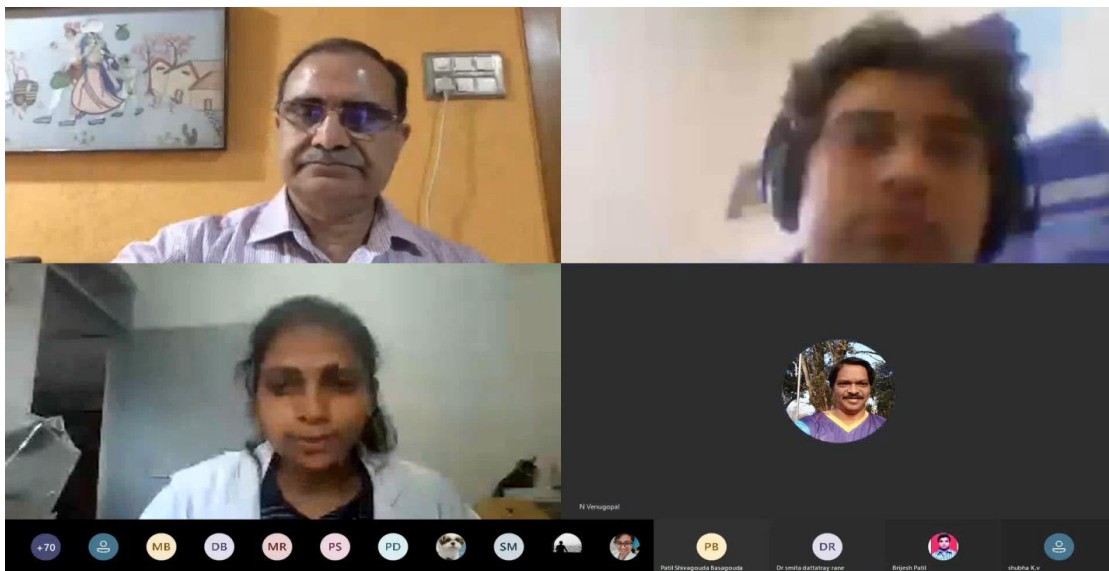 N Venugopal
+70
MB
DB
MR
PS
PD
SM
PB
DR
Patil Shivagouda Basagouda
Dr smita dattatray rane
Brijesh Patil
shubha K.v